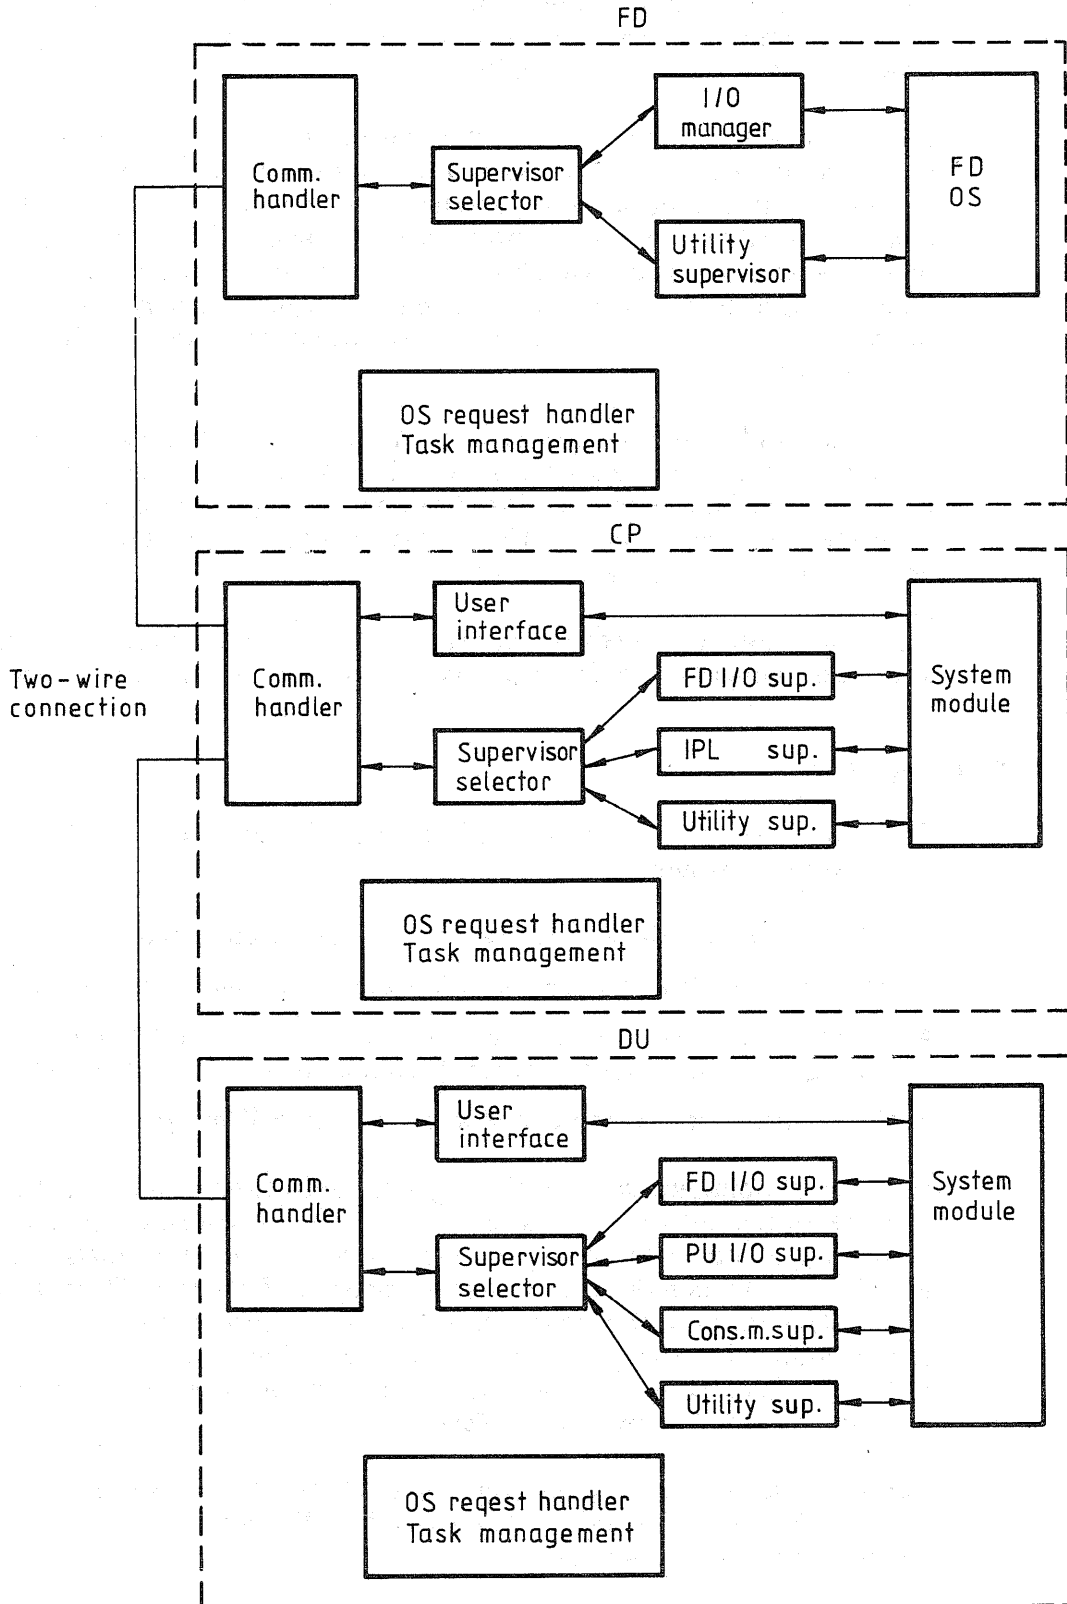 FD
Comm.
handler
Supervisor
selector
I/O
manager
Utility
supervisor
FD
OS
OS request handler
Task management
CP
Two-wire
connection
Comm.
handler
User
interface
Supervisor
selector
FD I/O sup.
IPL sup.
Utility sup.
System
module
OS request handler
Task management
DU
Comm.
handler
User
interface
Supervisor
selector
FD I/O sup.
PU I/O sup.
Cons.m.sup.
Utility sup.
System
module
OS reqest handler
Task management